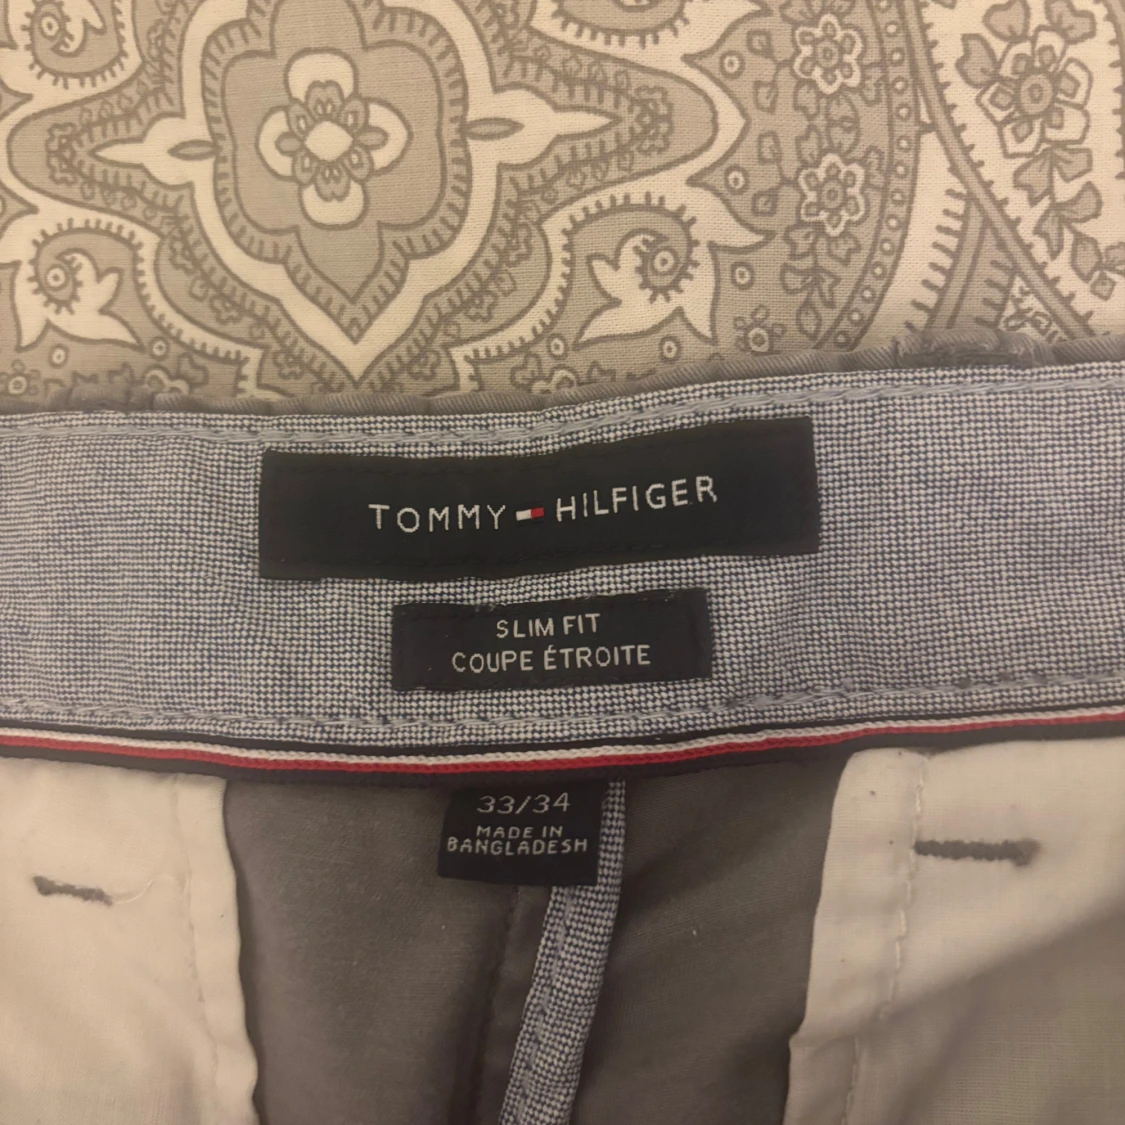 TOMMY HILFIGER
SLIM FIT
COUPE ÉTROITE
33/34
MADE IN
BANGLADESH